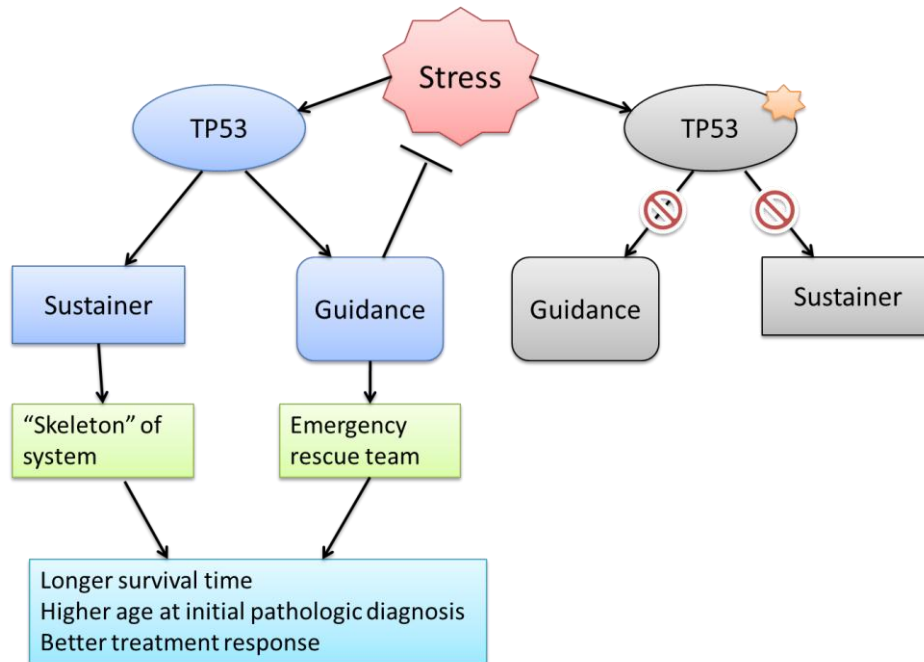 Stress
TP53
TP53
Sustainer
Guidance
Guidance
Sustainer
“Skeleton” of
system
Emergency
rescue team
Longer survival time
Higher age at initial pathologic diagnosis
Better treatment response